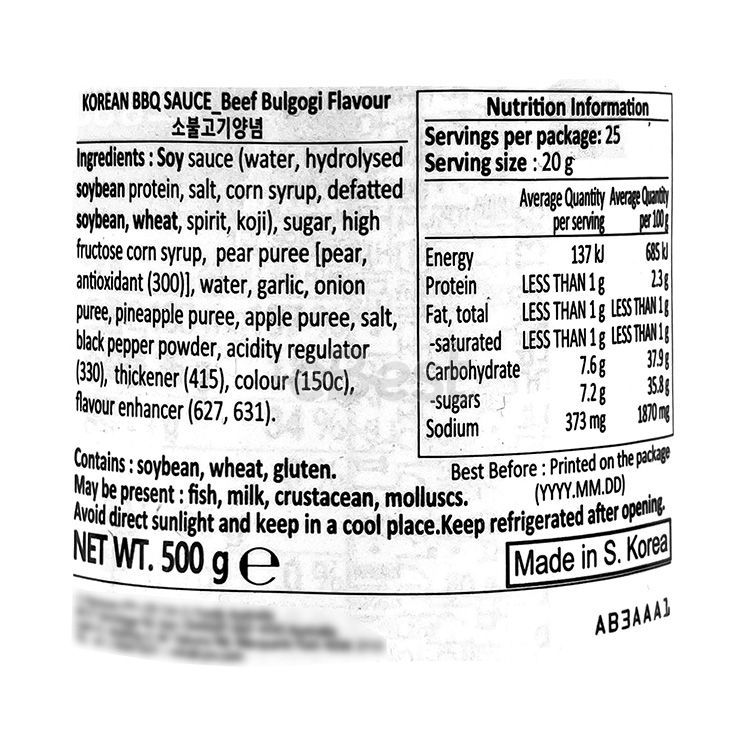 KOREAN BBQ SAUCE_Beef Bulgogi Flavour
소불고기양념
Ingredients : Soy sauce (water, hydrolysed
soybean protein, salt, corn syrup, defatted
soybean, wheat, spirit, koji), sugar, high
fructose corn syrup, pear puree [pear,
antioxidant (300)], water, garlic, onion
puree, pineapple puree, apple puree, salt,
black pepper powder, acidity regulator
(330), thickener (415), colour (150c),
flavour enhancer (627, 631).
Contains : soybean, wheat, gluten.
May be present : fish, milk, crustacean, molluscs.
Avoid direct sunlight and keep in a cool place.Keep refrigerated after opening.
NET WT. 500 g ℮
Nutrition Information
Servings per package: 25
Serving size : 20 g
Average Quantity Average Quantity
per serving per 100 g
Energy 137 kJ 685 kJ
Protein LESS THAN 1 g 2.3 g
Fat, total LESS THAN 1 g LESS THAN 1 g
-saturated LESS THAN 1 g LESS THAN 1 g
Carbohydrate 7.6 g 37.9 g
-sugars 7.2 g 35.8 g
Sodium 373 mg 1870 mg
Best Before : Printed on the package
(YYYY.MM.DD)
Made in S. Korea
AB3AAA1